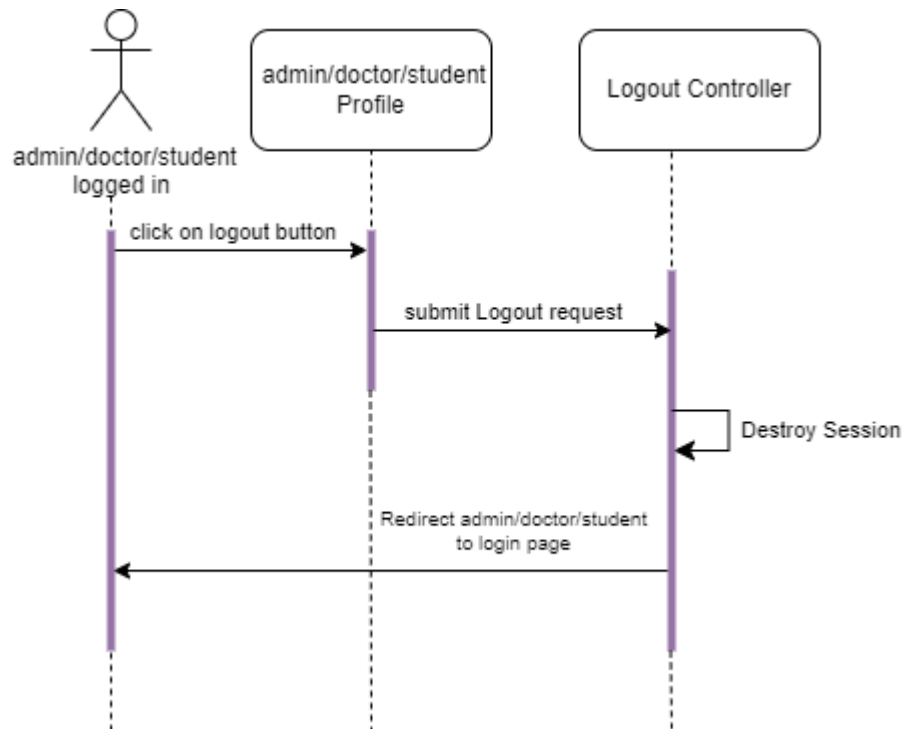 admin/doctor/student
Profile
Logout Controller
admin/doctor/student
logged in
click on logout button
submit Logout request
Destroy Session
Redirect admin/doctor/student
to login page